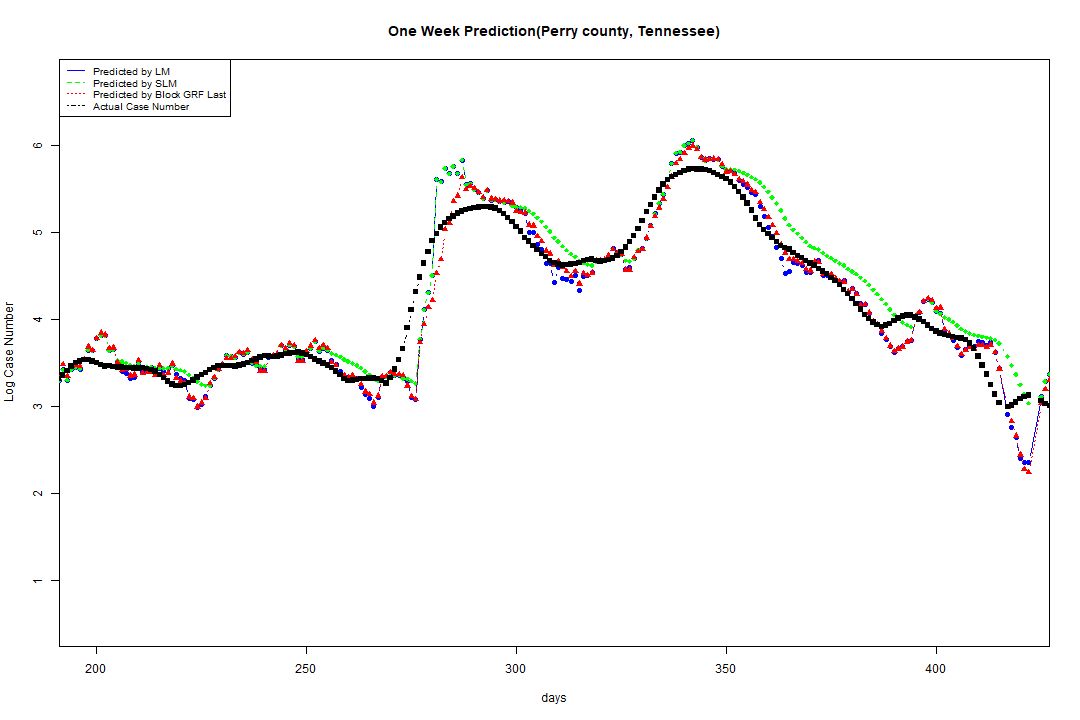 One Week Prediction(Perry county, Tennessee)
Predicted by LM
Predicted by SLM
Predicted by Block GRF Last
Actual Case Number
Log Case Number
6
5
4
3
2
1
200 250 300 350 400
days